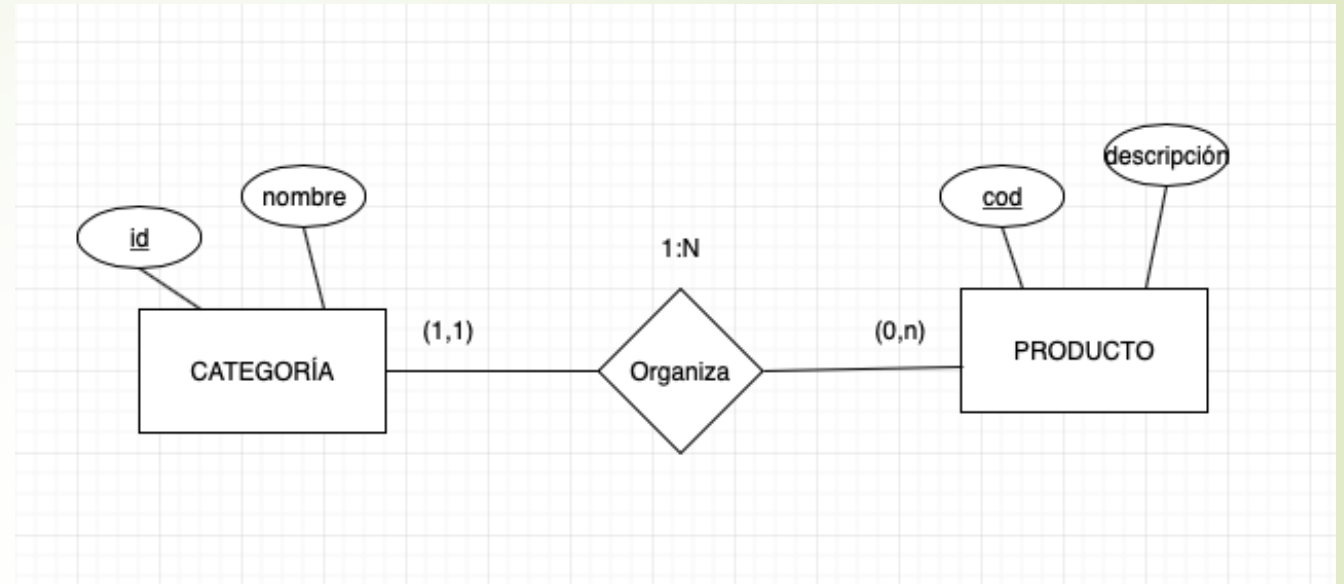 descripción
nombre
cod
id
1:N
(1,1)
(0,n)
CATEGORÍA
Organiza
PRODUCTO